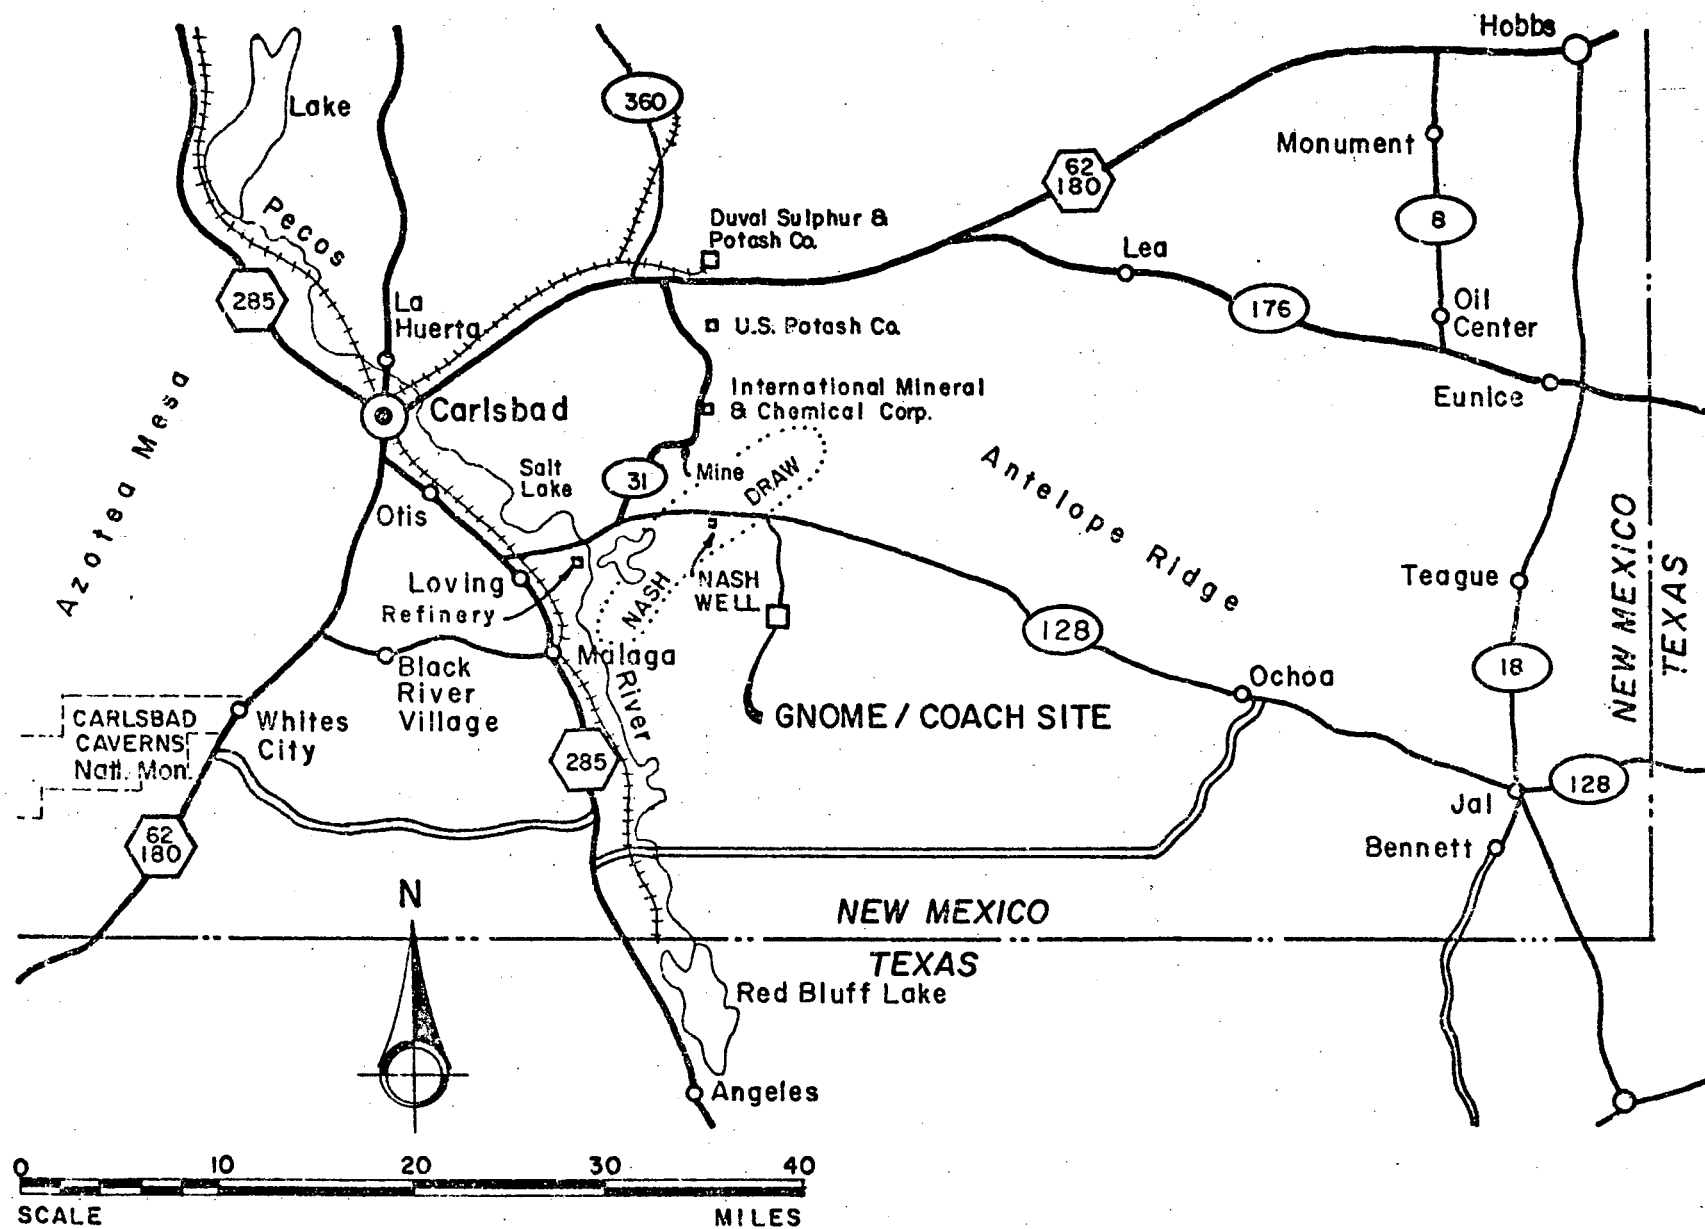 Hobbs
Lake
360
Monument
62
180
Pecos
Duval Sulphur &
Potash Co.
8
Lea
285
La
Huerta
176
Oil
Center
U.S. Potash Co.
International Mineral
& Chemical Corp.
Eunice
Carlsbad
Azotea Mesa
Salt
Lake
31
Mine
DRAW
Antelope Ridge
Otis
NEW MEXICO
TEXAS
Loving
Refinery
NASH
NASH
WELL
Teague
128
Malaga
Black
River
Village
River
Ochoa
18
CARLSBAD
CAVERNS
Natl. Mon.
Whites
City
GNOME / COACH SITE
285
Jal
128
62
180
Bennett
N
NEW MEXICO
TEXAS
Red Bluff Lake
Angeles
0 10 20 30 40
SCALE MILES